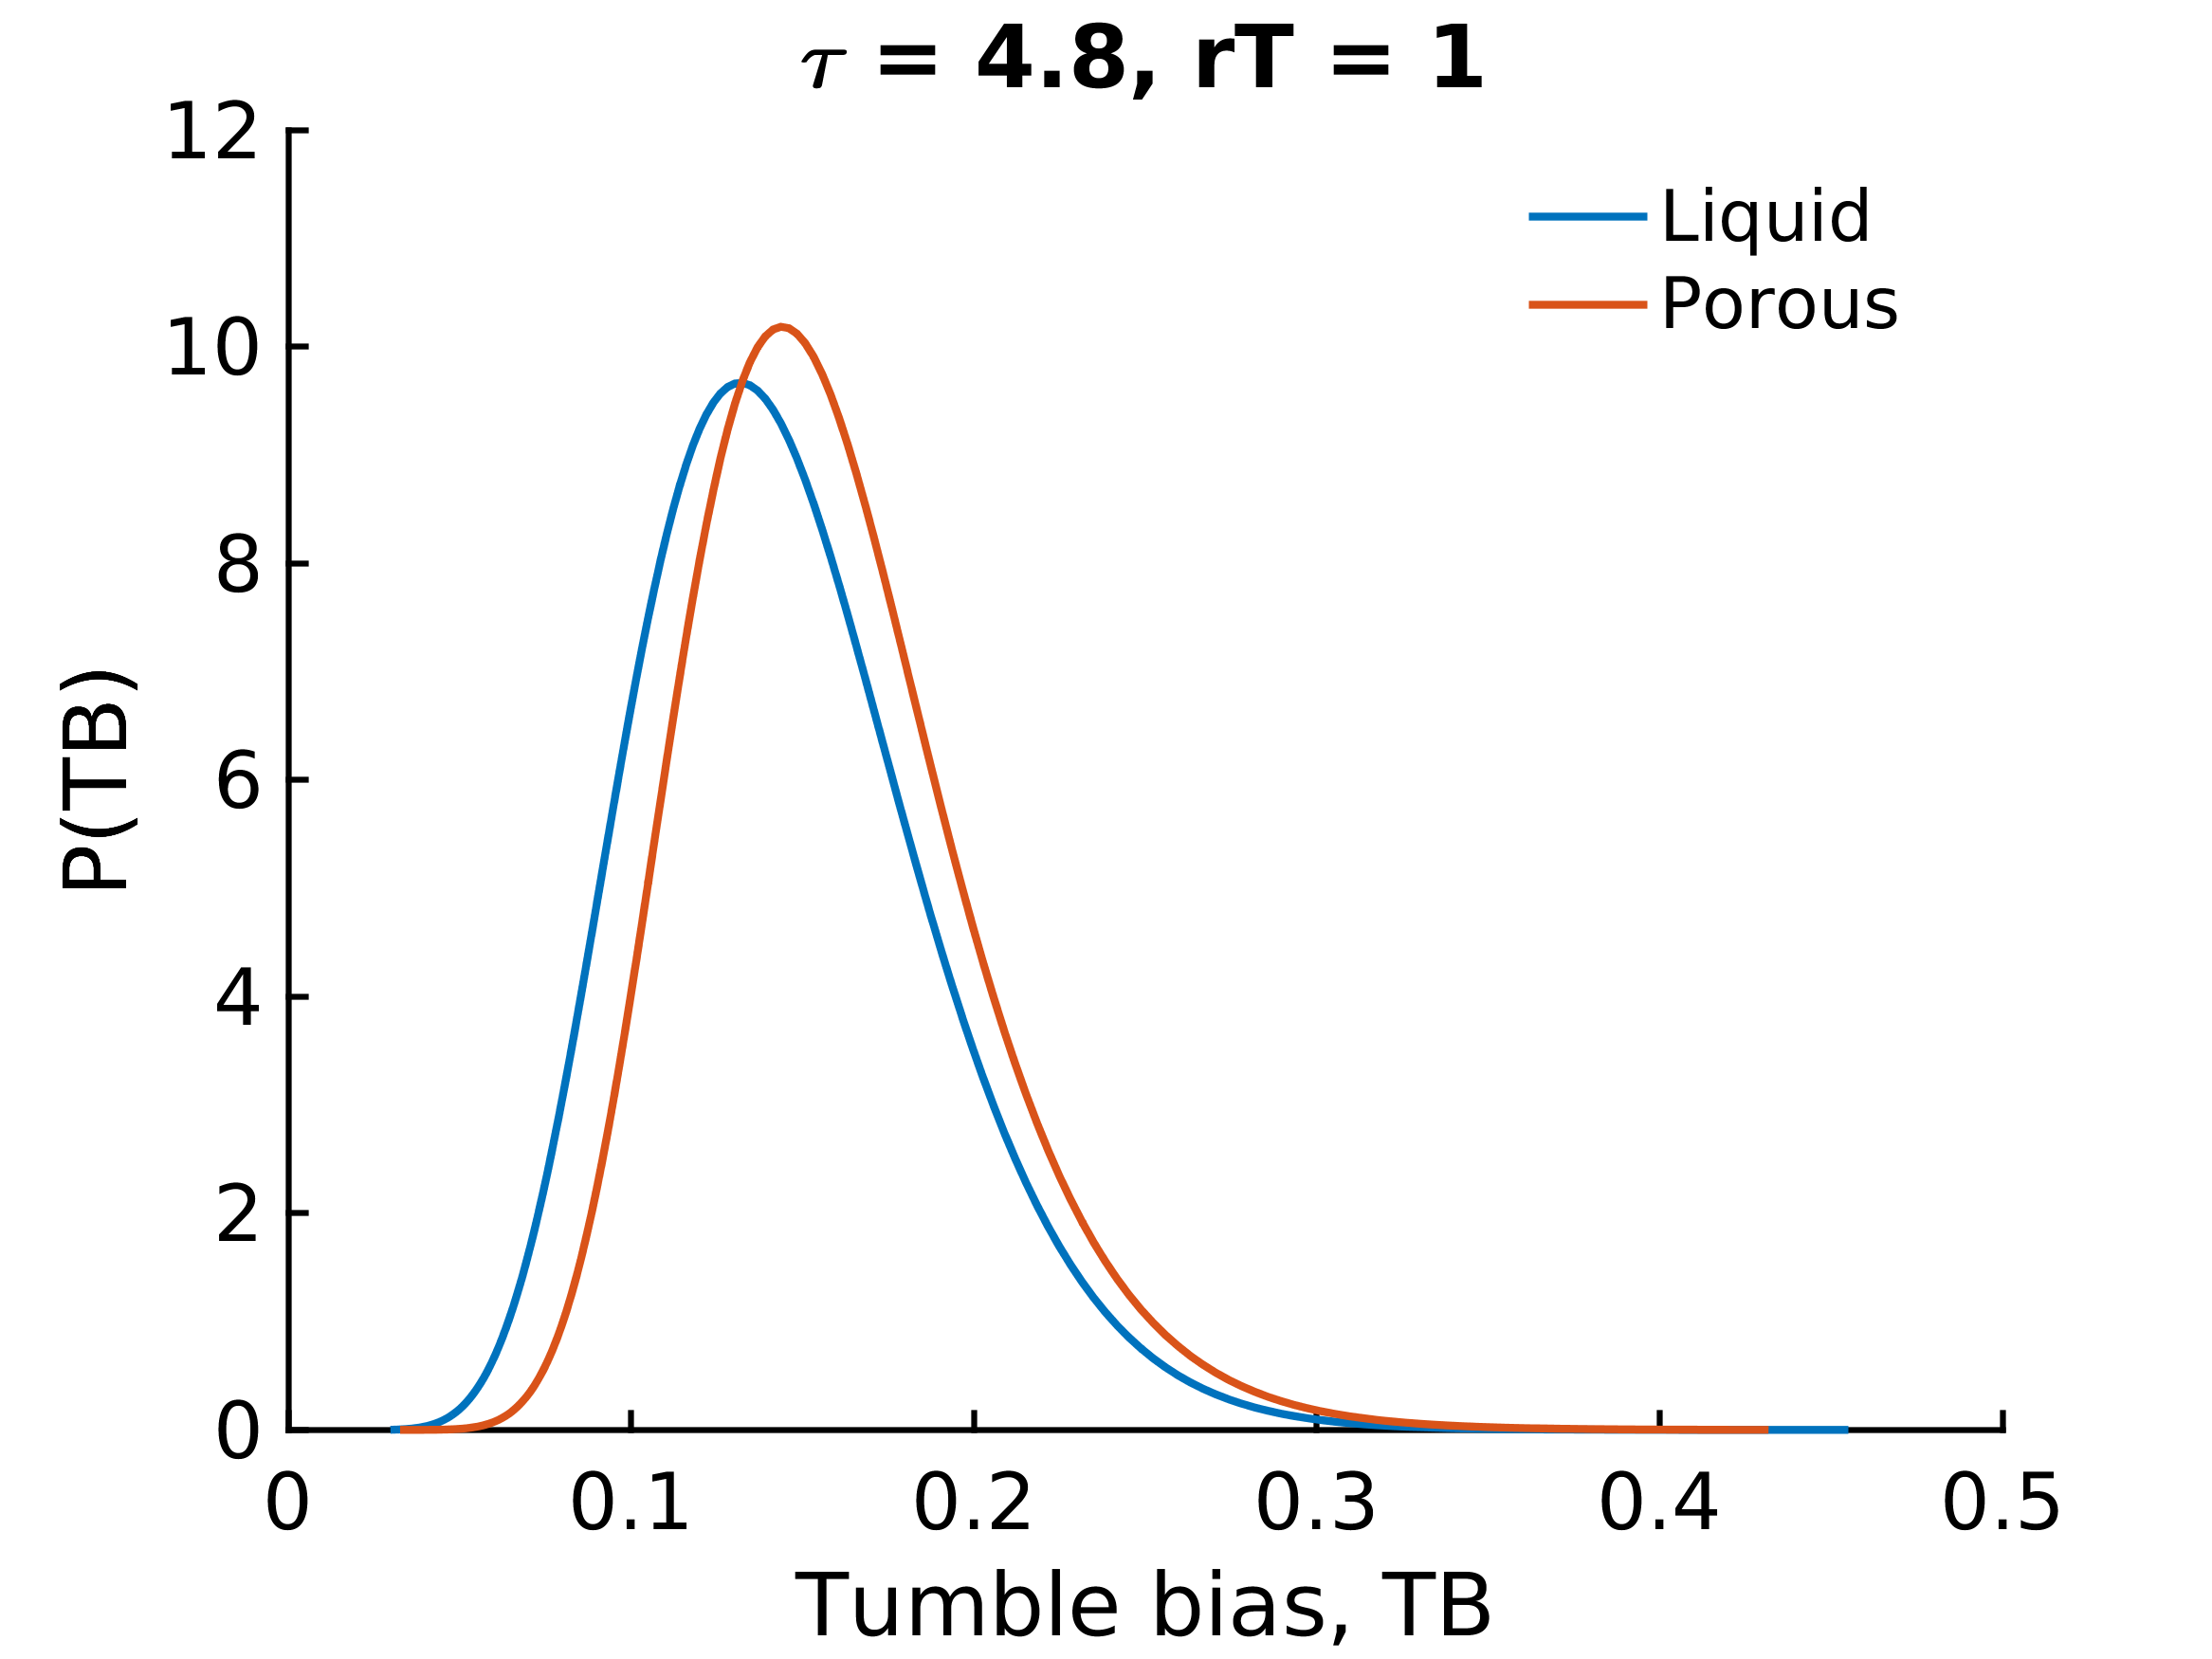 τ = 4.8, rT = 1
12
10
8
6
4
2
0
P(TB)
Liquid
Porous
0 0.1 0.2 0.3 0.4 0.5
Tumble bias, TB